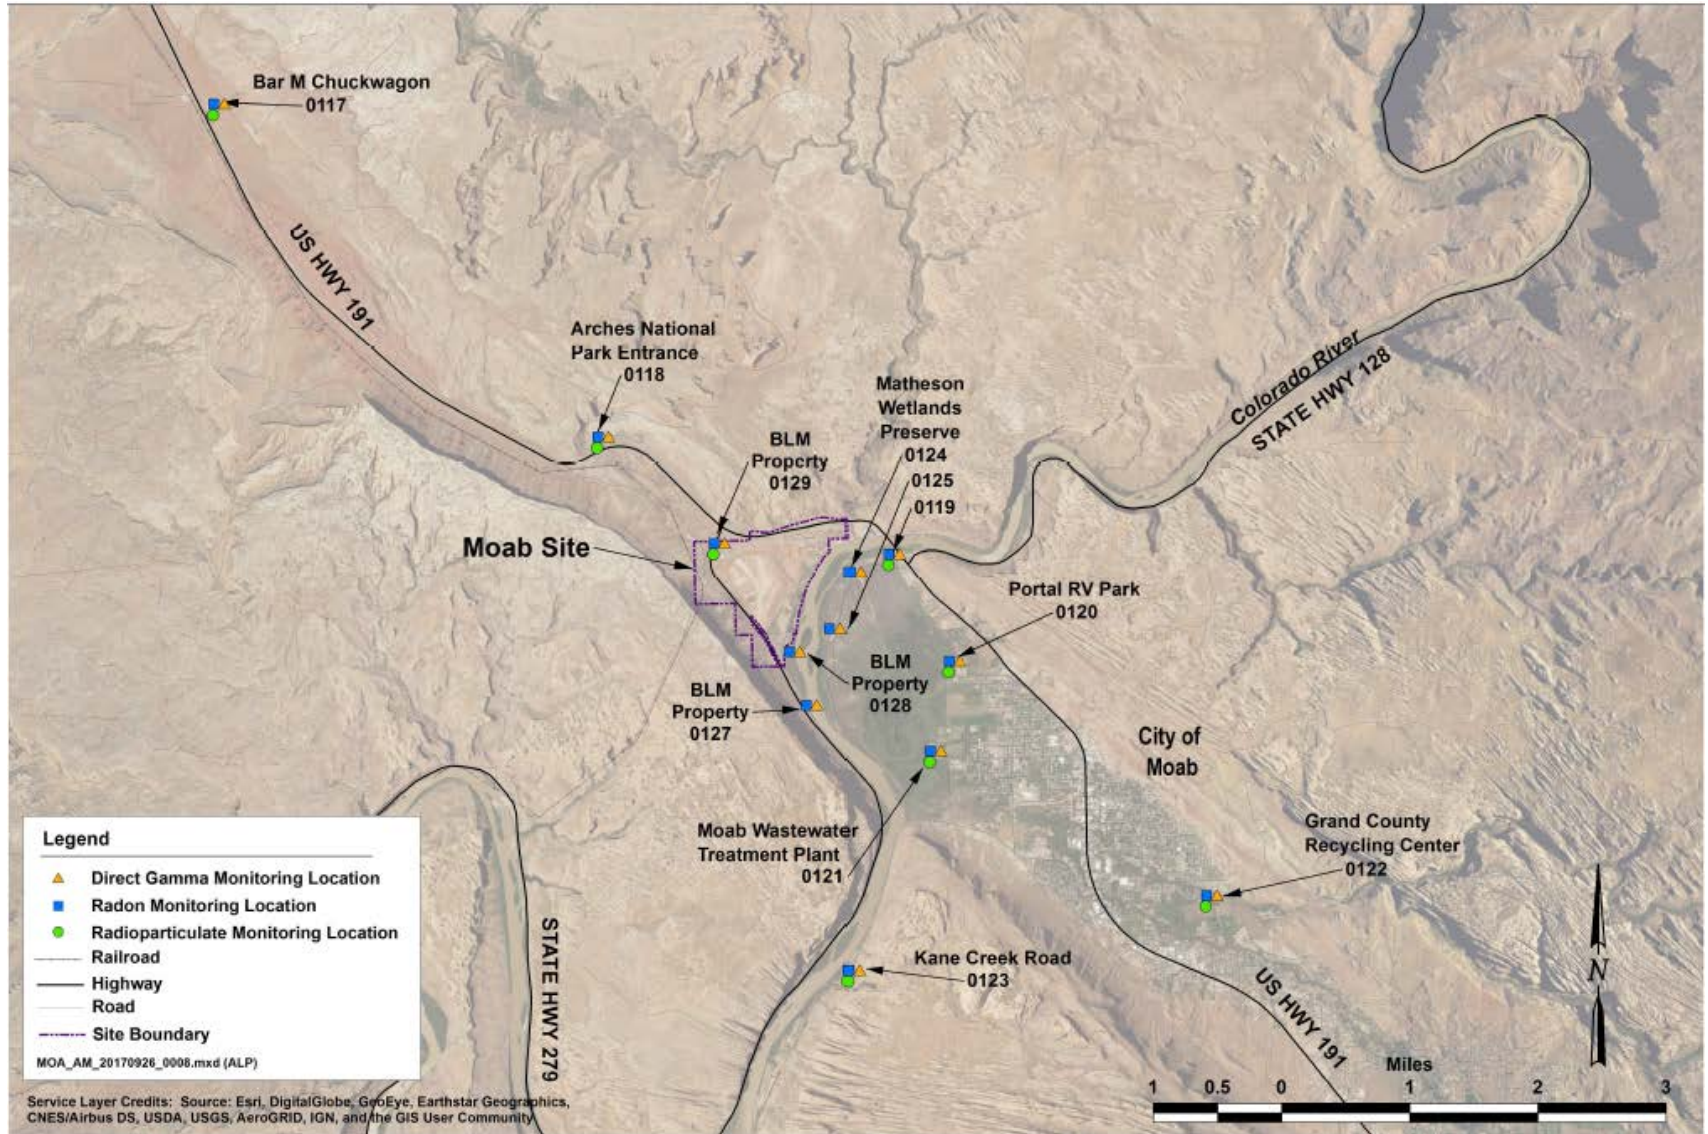 Bar M Chuckwagon
0117
US HWY 191
Arches National
Park Entrance
0118
BLM
Property
0129
Matheson
Wetlands
Preserve
0124
0125
0119
Colorado River
STATE HWY 128
Moab Site
Portal RV Park
0120
BLM
Property
0128
BLM
Property
0127
City of
Moab
Moab Wastewater
Treatment Plant
0121
Grand County
Recycling Center
0122
Kane Creek Road
0123
STATE HWY 279
US HWY 191
Legend
Direct Gamma Monitoring Location
Radon Monitoring Location
Radioparticulate Monitoring Location
Railroad
Highway
Road
Site Boundary
MOA_AM_20170926_0008.mxd (ALP)
Service Layer Credits: Source: Esri, DigitalGlobe, GeoEye, Earthstar Geographics,
CNES/Airbus DS, USDA, USGS, AeroGRID, IGN, and the GIS User Community
N
Miles
1 0.5 0 1 2 3